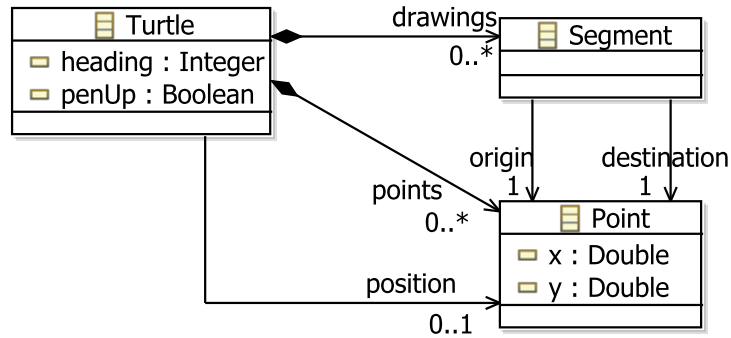 Turtle
heading : Integer
penUp : Boolean
drawings
0..*
Segment
origin
1
destination
1
points
0..*
Point
x : Double
y : Double
position
0..1